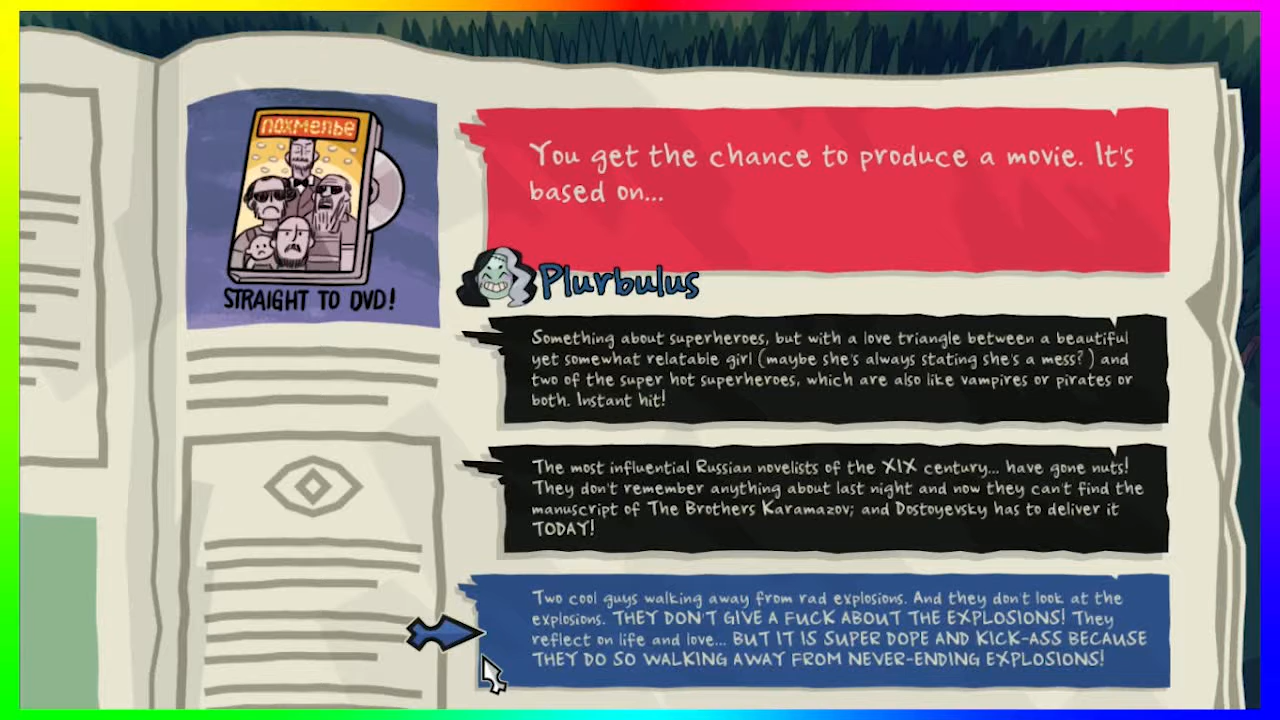 похмелье
STRAIGHT TO DVD!
You get the chance to produce a movie. It's
based on...
Plurbulus
Something about superheroes, but with a love triangle between a beautiful
yet somewhat relatable girl (maybe she's always stating she's a mess?) and
two of the super hot superheroes, which are also like vampires or pirates or
both. Instant hit!
The most influential Russian novelists of the XIX century... have gone nuts!
They don't remember anything about last night and now they can't find the
manuscript of The Brothers Karamazov; and Dostoyevsky has to deliver it
TODAY!
Two cool guys walking away from rad explosions. And they don't look at the
explosions. THEY DON'T GIVE A FUCK ABOUT THE EXPLOSIONS! They
reflect on life and love... BUT IT IS SUPER DOPE AND KICK-ASS BECAUSE
THEY DO SO WALKING AWAY FROM NEVER-ENDING EXPLOSIONS!